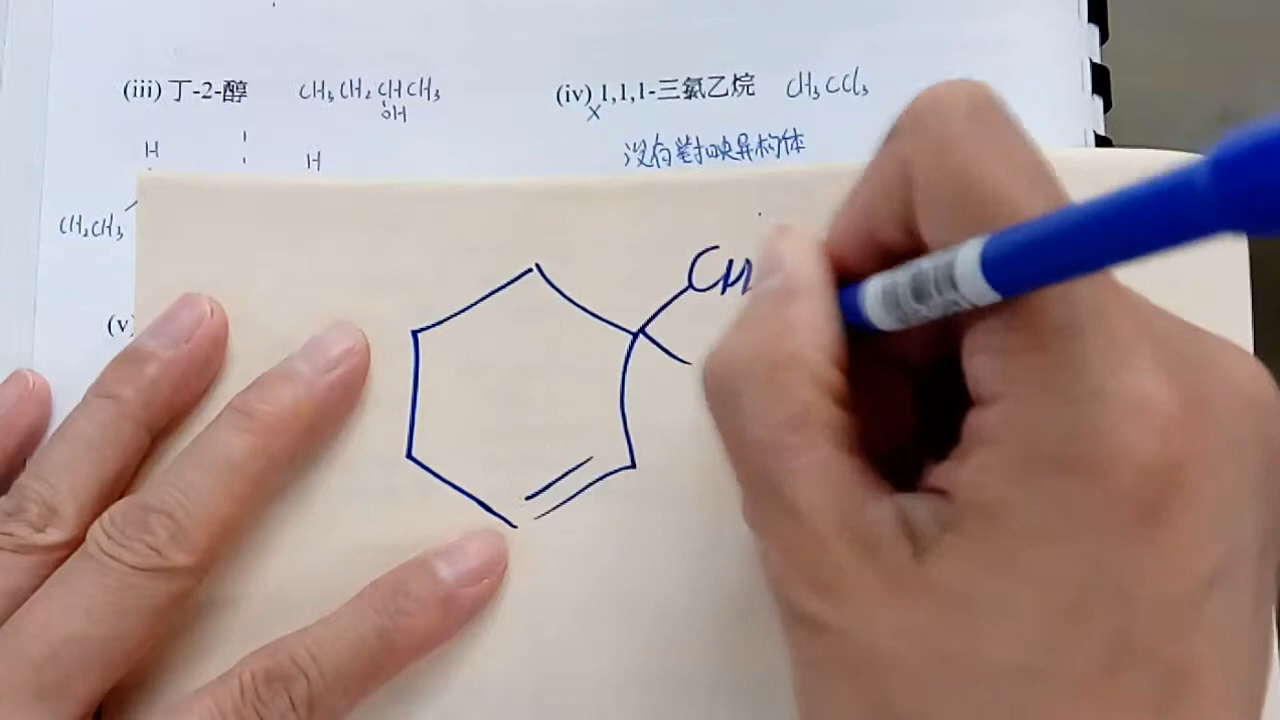 (iii) 丁-2-醇 CH₃CH₂CHCH₃ (iv) 1,1,1-三氯乙烷 CH₃CCl₃
OH x
H H 没有对映异构体
CH₂CH₃
(v)
CH